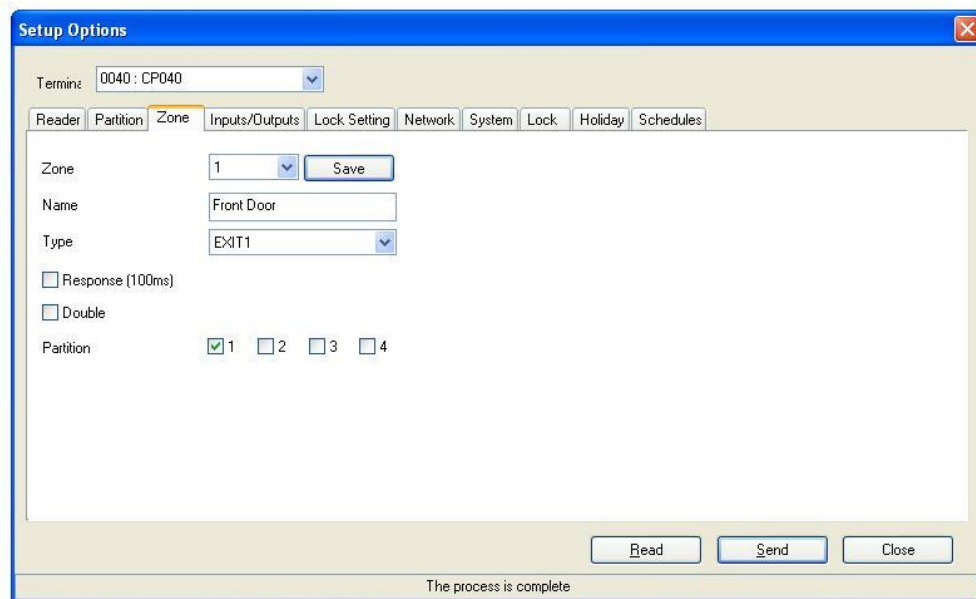 Setup Options
Termina 0040 : CP040
Reader Partition Zone Inputs/Outputs Lock Setting Network System Lock Holiday Schedules
Zone 1 Save
Name Front Door
Type EXIT1
Response (100ms)
Double
Partition 1 2 3 4
Read Send Close
The process is complete